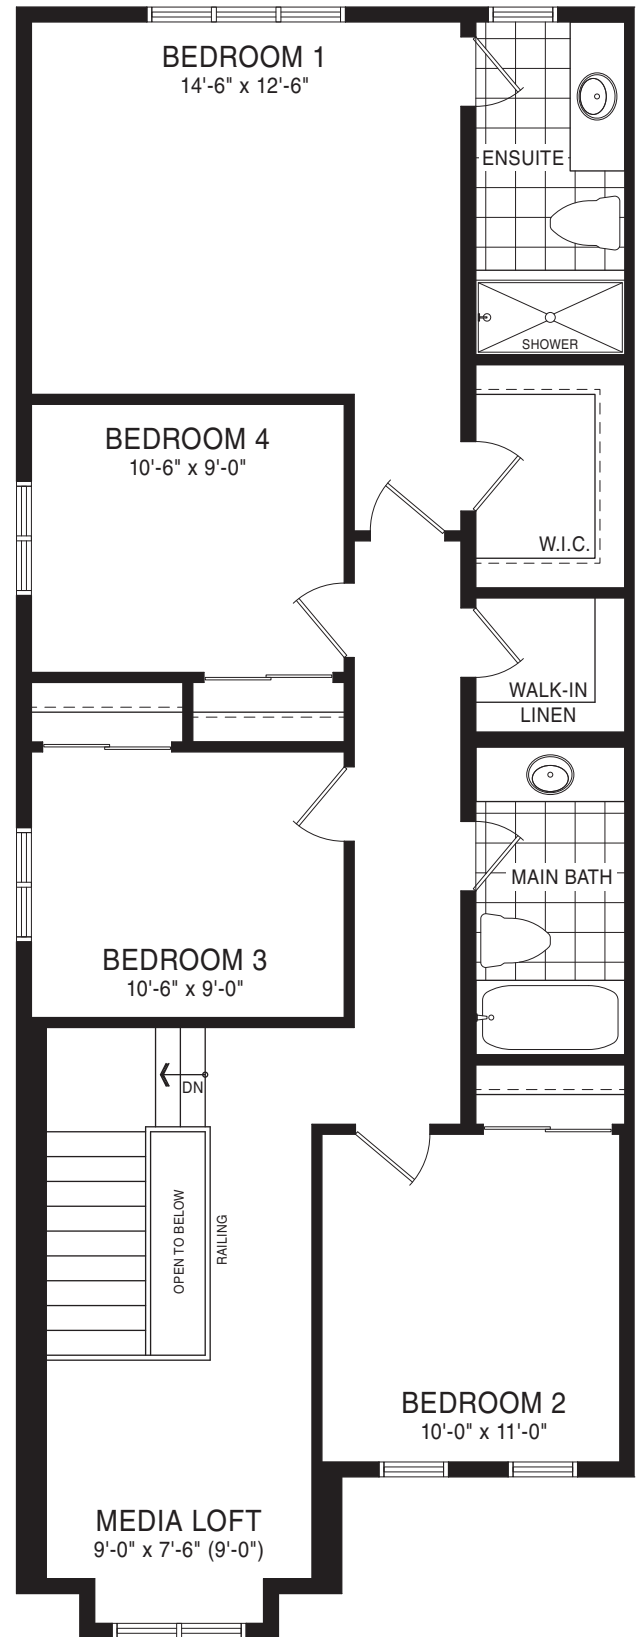 BEDROOM 1
14'-6" x 12'-6"
ENSUITE
SHOWER
BEDROOM 4
10'-6" x 9'-0"
W.I.C.
WALK-IN
LINEN
MAIN BATH
BEDROOM 3
10'-6" x 9'-0"
DN
OPEN TO BELOW
RAILING
BEDROOM 2
10'-0" x 11'-0"
MEDIA LOFT
9'-0" x 7'-6" (9'-0")